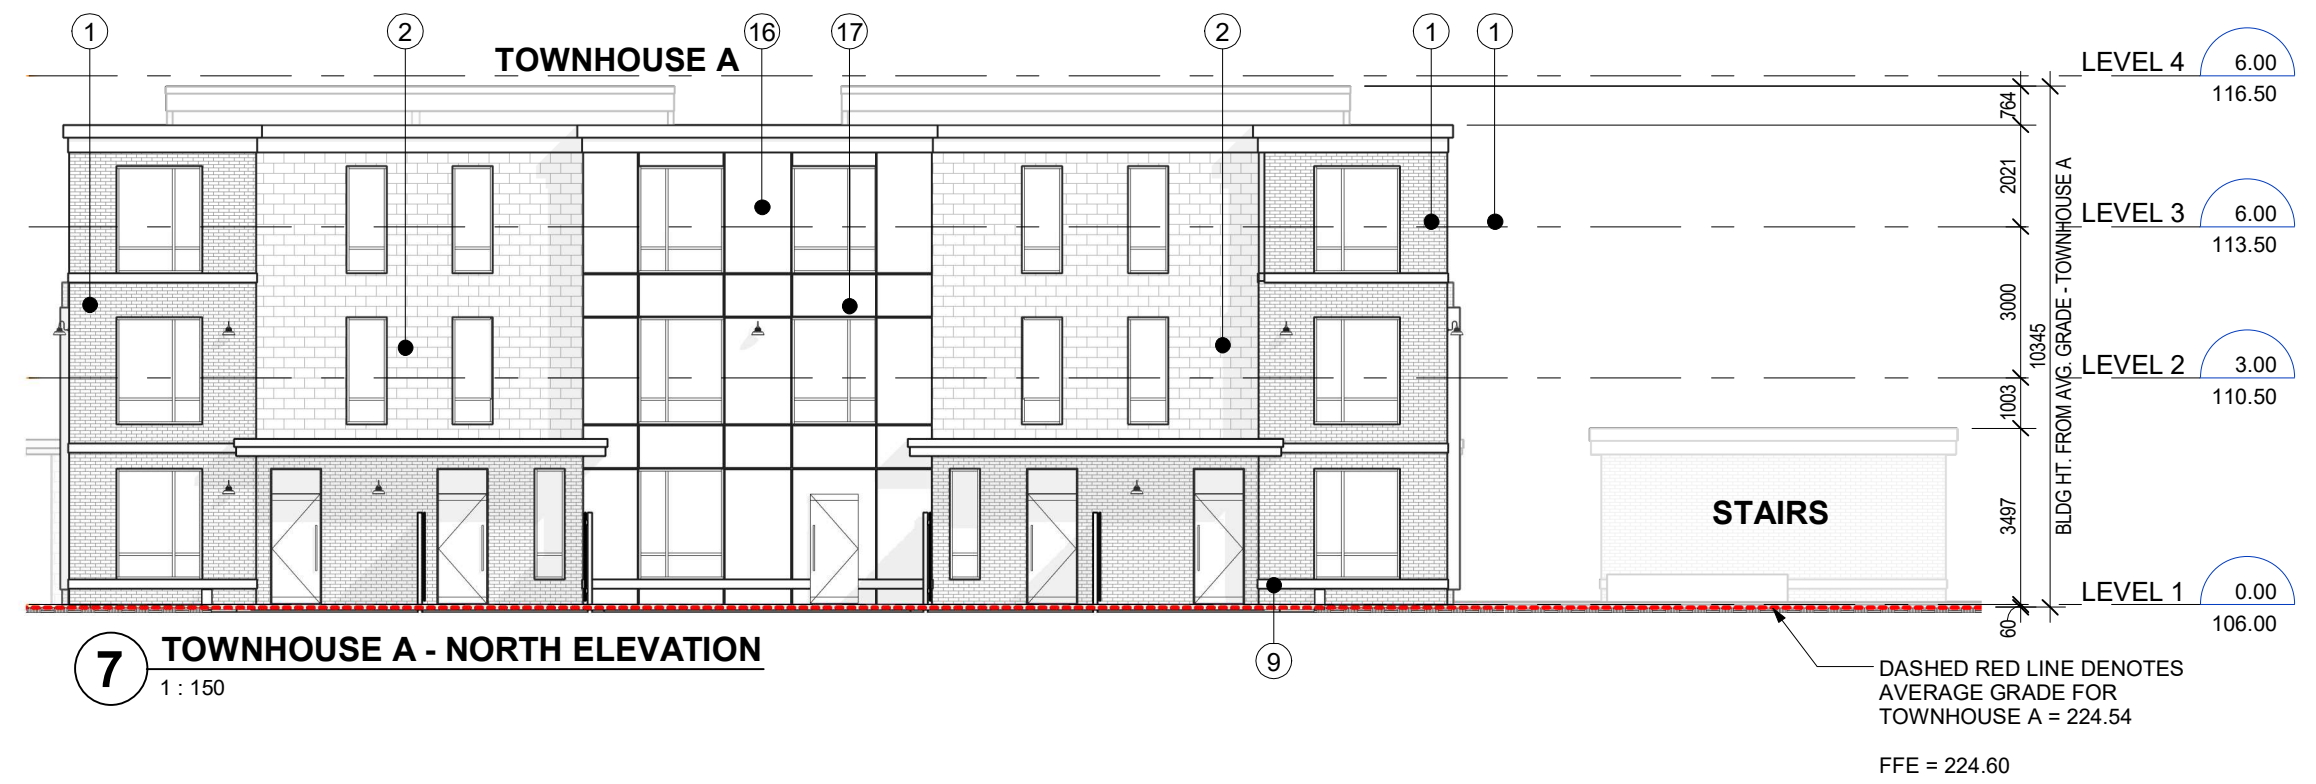 1
2
16
17
2
1
1
TOWNHOUSE A
LEVEL 4
6.00
116.50
764
2021
LEVEL 3
6.00
113.50
3000
10345
BLDG HT. FROM AVG. GRADE - TOWNHOUSE A
LEVEL 2
3.00
110.50
1003
3497
STAIRS
LEVEL 1
0.00
106.00
60
9
7
TOWNHOUSE A - NORTH ELEVATION
1 : 150
DASHED RED LINE DENOTES
AVERAGE GRADE FOR
TOWNHOUSE A = 224.54
FFE = 224.60